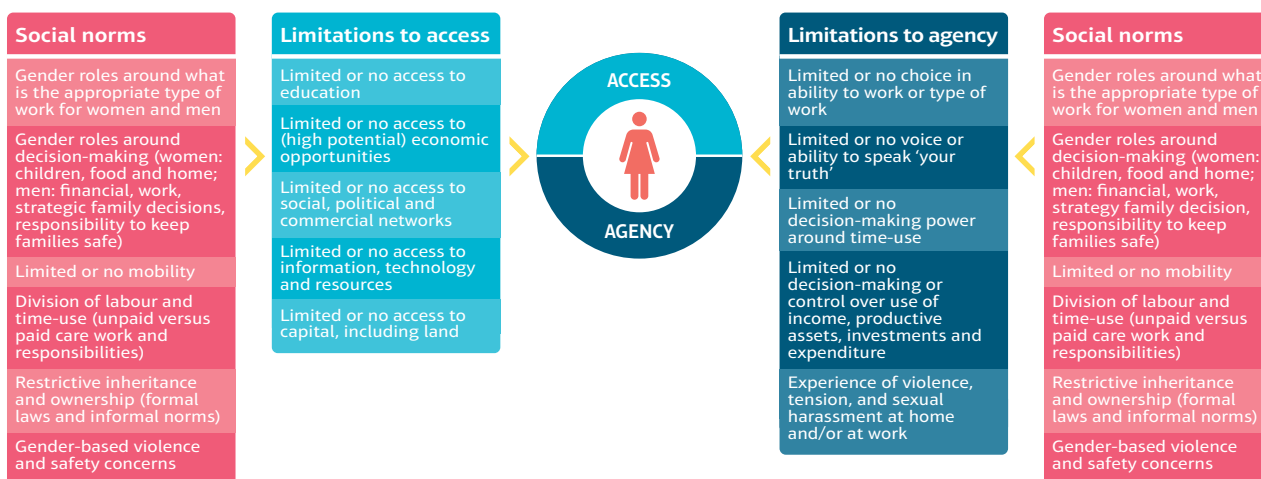 Social norms
Gender roles around what
is the appropriate type of
work for women and men
Gender roles around
decision-making (women:
children, food and home;
men: financial, work,
strategic family decisions,
responsibility to keep
families safe)
Limited or no mobility
Division of labour and
time-use (unpaid versus
paid care work and
responsibilities)
Restrictive inheritance
and ownership (formal
laws and informal norms)
Gender-based violence
and safety concerns
Limitations to access
Limited or no access to
education
Limited or no access to
(high potential) economic
opportunities
Limited or no access to
social, political and
commercial networks
Limited or no access to
information, technology
and resources
Limited or no access to
capital, including land
ACCESS
AGENCY
Limitations to agency
Limited or no choice in
ability to work or type of
work
Limited or no voice or
ability to speak ‘your
truth’
Limited or no
decision-making power
around time-use
Limited or no
decision-making or
control over use of
income, productive
assets, investments and
expenditure
Experience of violence,
tension, and sexual
harassment at home
and/or at work
Social norms
Gender roles around what
is the appropriate type of
work for women and men
Gender roles around
decision-making (women:
children, food and home;
men: financial, work,
strategy family decision,
responsibility to keep
families safe)
Limited or no mobility
Division of labour and
time-use (unpaid versus
paid care work and
responsibilities)
Restrictive inheritance
and ownership (formal
laws and informal norms)
Gender-based violence
and safety concerns